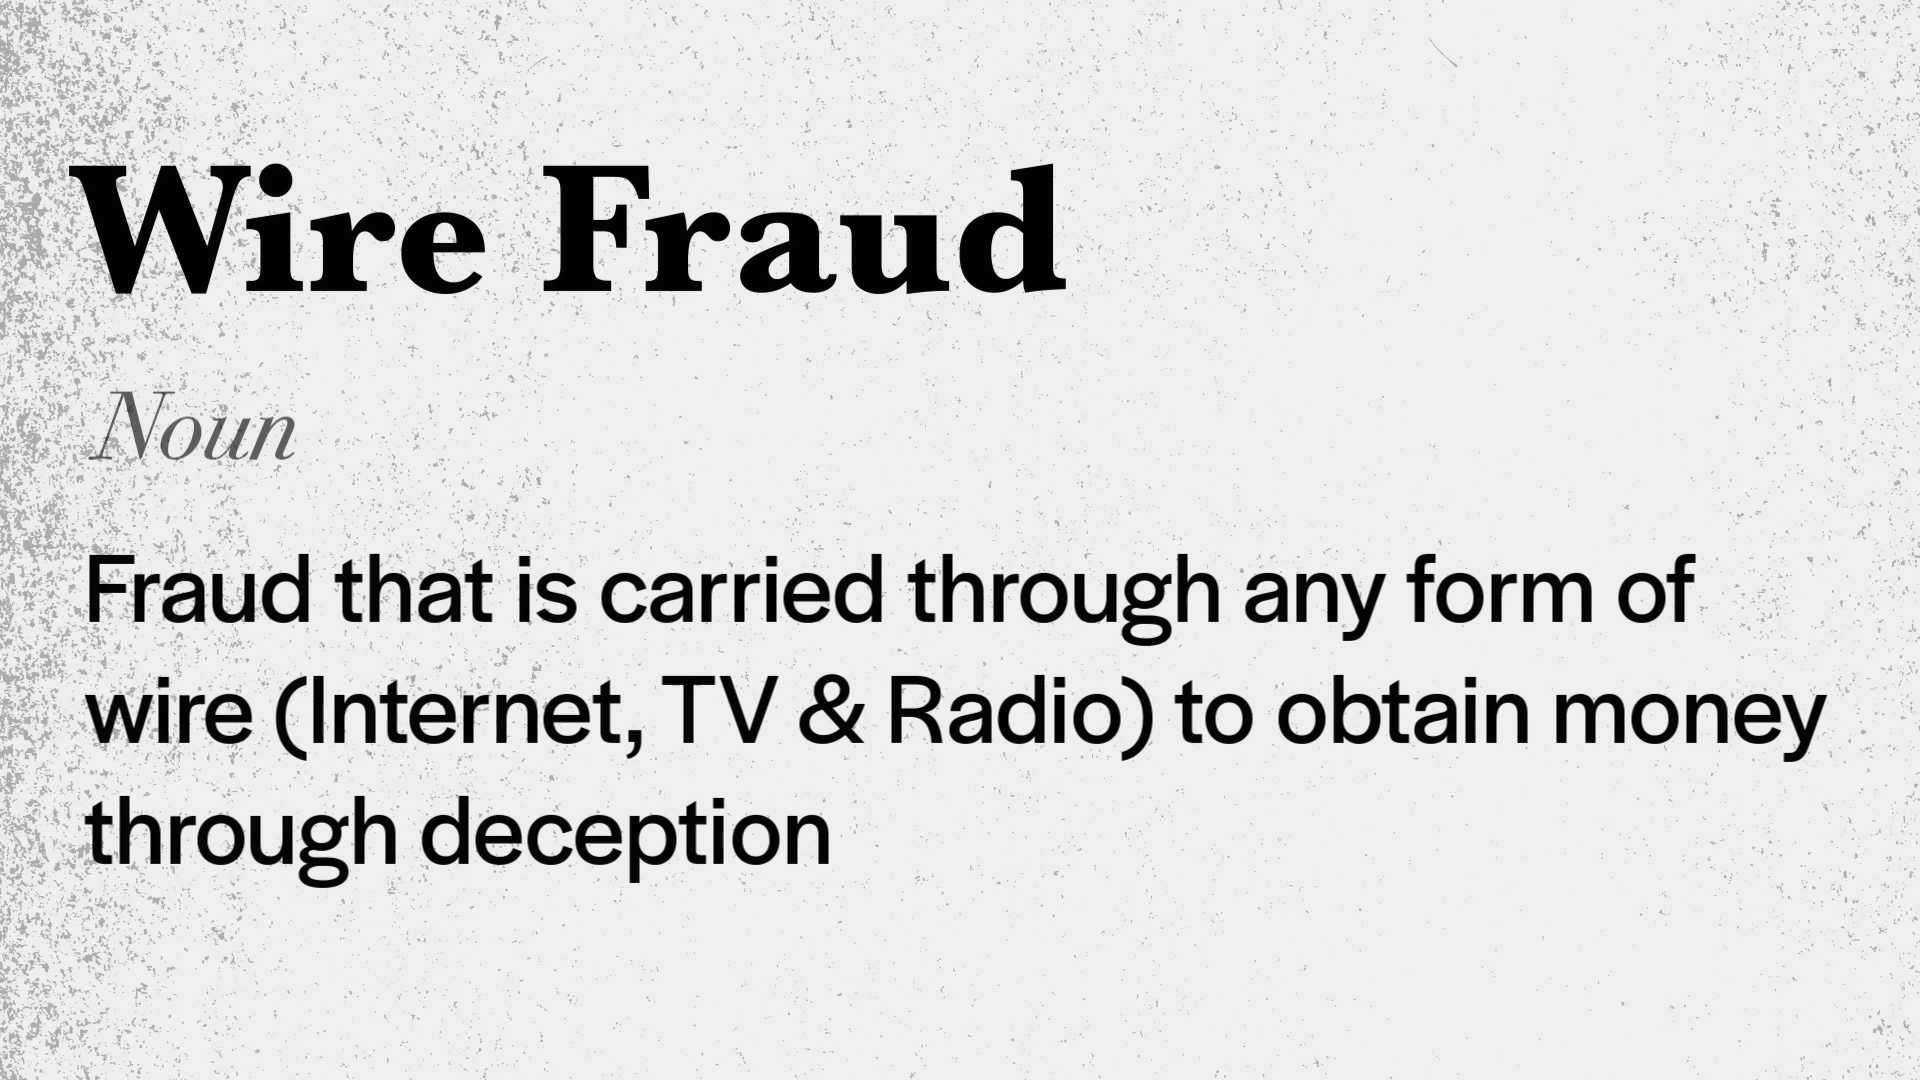 Wire Fraud
Noun
Fraud that is carried through any form of
wire (Internet, TV & Radio) to obtain money
through deception